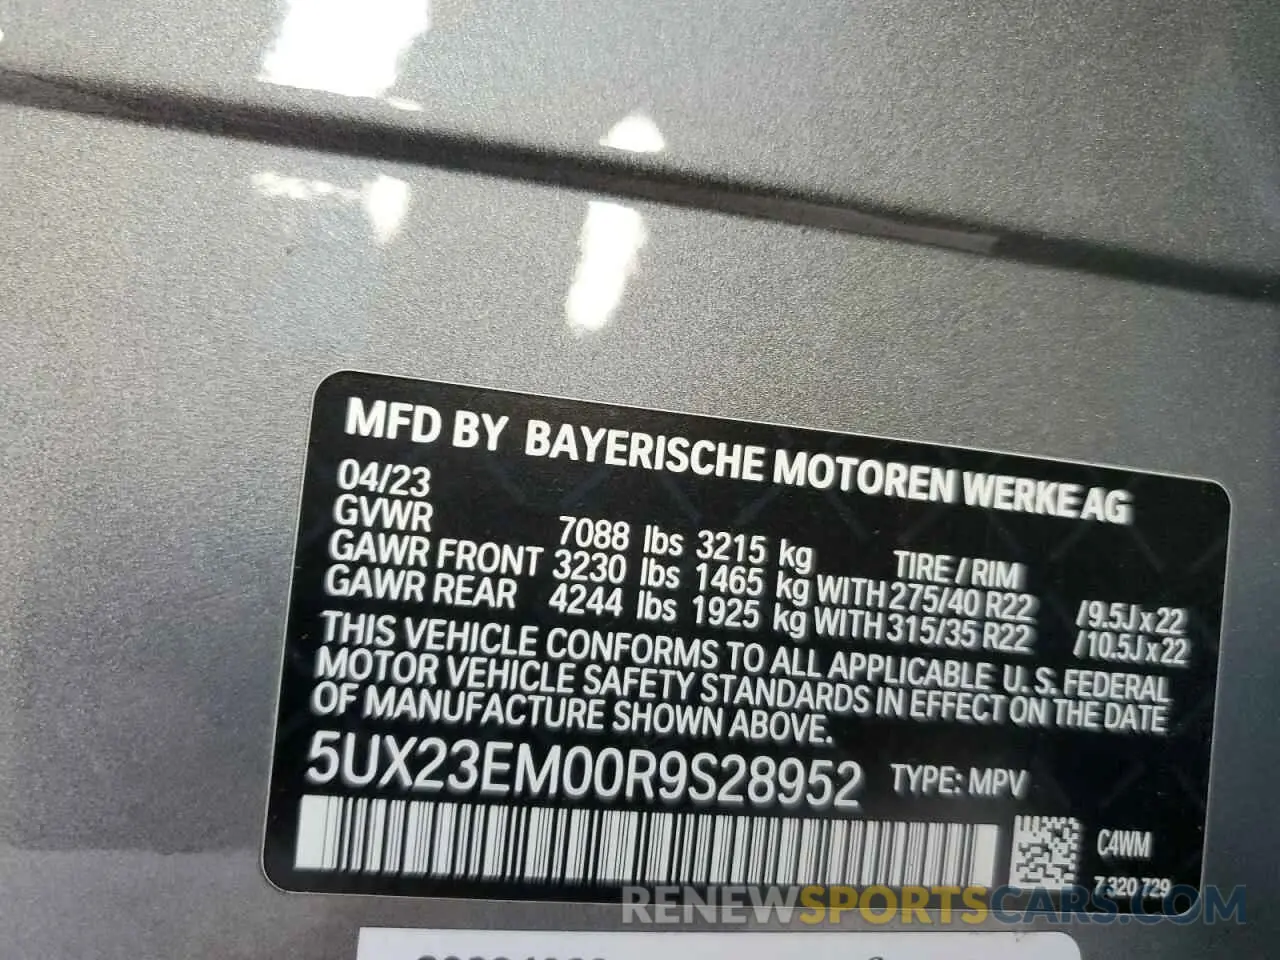 MFD BY BAYERISCHE MOTOREN WERKE AG
04/23
GVWR 7088 lbs 3215 kg TIRE / RIM
GAWR FRONT 3230 lbs 1465 kg WITH 275/40 R22 /9.5J x 22
GAWR REAR 4244 lbs 1925 kg WITH 315/35 R22 /10.5J x 22
THIS VEHICLE CONFORMS TO ALL APPLICABLE U.S. FEDERAL
MOTOR VEHICLE SAFETY STANDARDS IN EFFECT ON THE DATE
OF MANUFACTURE SHOWN ABOVE.
5UX23EM00R9S28952 TYPE: MPV
C4WM
7 320 729
RENEWSPORTSCARS.COM